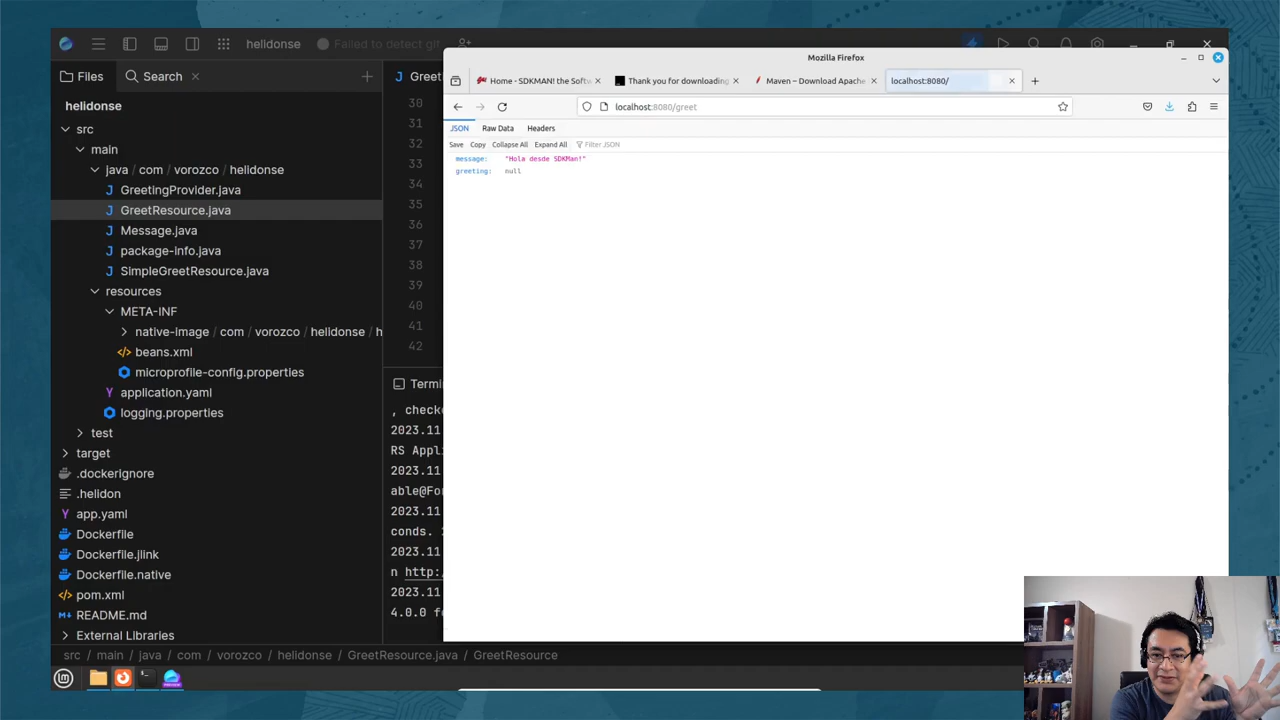 helidonse
Failed to detect git
Files
Search
Greet
helidonse
src
main
java / com / vorozco / helidonse
GreetingProvider.java
GreetResource.java
Message.java
package-info.java
SimpleGreetResource.java
resources
META-INF
native-image / com / vorozco / helidonse / h
beans.xml
microprofile-config.properties
application.yaml
logging.properties
test
target
.dockerignore
.helidon
app.yaml
Dockerfile
Dockerfile.jlink
Dockerfile.native
pom.xml
README.md
External Libraries
30
31
32
33
34
35
36
37
38
39
40
41
42
Termi
, checke
2023.11
RS Appli
2023.11
able@For
2023.11
conds. 
2023.11
n http:/
2023.11
4.0.0 fe
Mozilla Firefox
Home - SDKMAN! the Softw
Thank you for downloading
Maven – Download Apache
localhost:8080/
localhost:8080/greet
JSON Raw Data Headers
Save Copy Collapse All Expand All Filter JSON
message: "Hola desde SDKMan!"
greeting: null
src / main / java / com / vorozco / helidonse / GreetResource.java / GreetResource